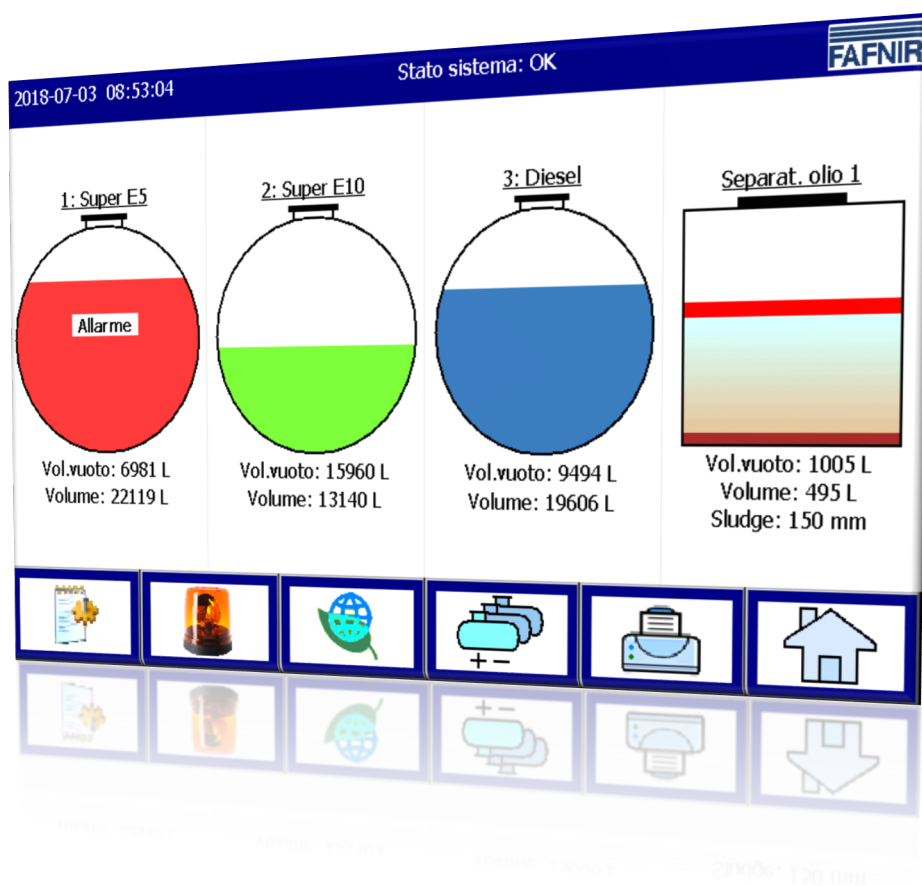 2018-07-03 08:53:04
Stato sistema: OK
FAFNIR
1: Super E5
Allarme
Vol.vuoto: 6981 L
Volume: 22119 L
2: Super E10
Vol.vuoto: 15960 L
Volume: 13140 L
3: Diesel
Vol.vuoto: 9494 L
Volume: 19606 L
Separat. olio 1
Vol.vuoto: 1005 L
Volume: 495 L
Sludge: 150 mm